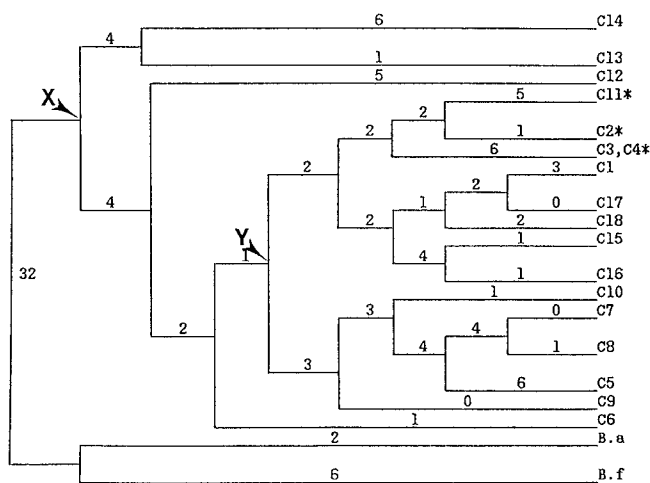 6 C14
4
1 C13
5 C12
X
5 C11*
2
1 C2*
2
6 C3,C4*
2
3 C1
2
1
0 C17
2
2 C18
4
1 C15
4
1 C16
Y
1
32
1 C10
3
0 C7
4
2
4
1 C8
3
6 C5
0 C9
1 C6
2 B.a
6 B.f